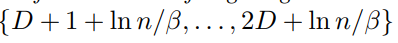 {D + 1 + ln n/β, . . . , 2D + ln n/β}